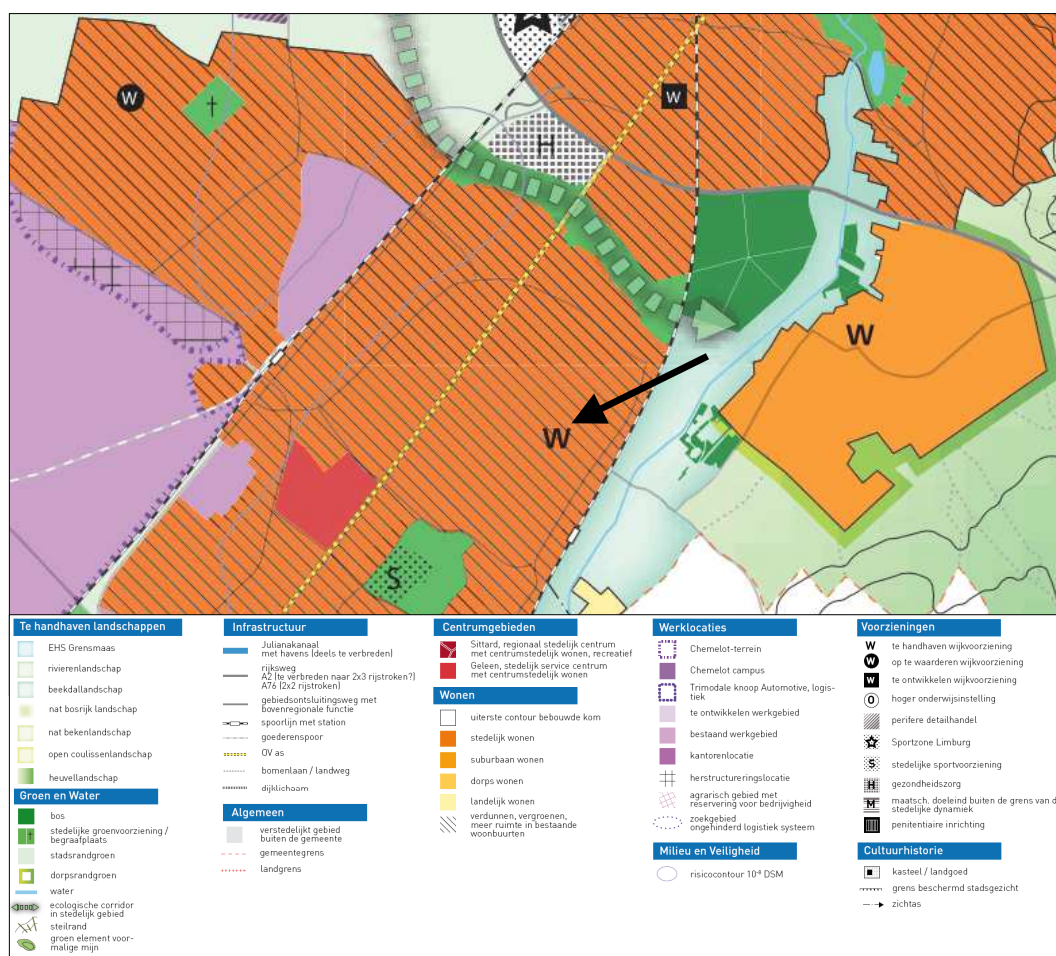 W
W
H
W
W
S
Te handhaven landschappen
EHS Grensmaas
rivierenlandschap
beekdallandschap
nat bosrijk landschap
nat bekenlandschap
open coulissenlandschap
heuvellandschap
Groen en Water
bos
stedelijke groenvoorziening /
begraafplaats
stadsrandgroen
dorpsrandgroen
water
ecologische corridor
in stedelijk gebied
steilrand
groen element voor-
malige mijn
Infrastructuur
Julianakanaal
met havens (deels te verbreden)
rijksweg
A2 (te verbreden naar 2x3 rijstroken?)
A76 (2x2 rijstroken)
gebiedsontsluitingsweg met
bovenregionale functie
spoorlijn met station
goederenspoor
OV as
bomenlaan / landweg
dijklichaam
Algemeen
verstedelijkt gebied
buiten de gemeente
gemeentegrens
landgrens
Centrumgebieden
Sittard, regionaal stedelijk centrum
met centrumstedelijk wonen, recreatief
Geleen, stedelijk service centrum
met centrumstedelijk wonen
Wonen
uiterste contour bebouwde kom
stedelijk wonen
suburbaan wonen
dorps wonen
landelijk wonen
verdunnen, vergroenen,
meer ruimte in bestaande
woonbuurten
Werklocaties
Chemelot-terrein
Chemelot campus
Trimodale knoop Automotive, logis-
tiek
te ontwikkelen werkgebied
bestaand werkgebied
kantorenlocatie
herstructureringslocatie
agrarisch gebied met
reservering voor bedrijvigheid
zoekgebied
ongehinderd logistiek systeem
Milieu en Veiligheid
risicocontour 10⁻⁶ DSM
Voorzieningen
W te handhaven wijkvoorziening
W op te waarderen wijkvoorziening
W te ontwikkelen wijkvoorziening
O hoger onderwijsinstelling
perifere detailhandel
Sportzone Limburg
S stedelijke sportvoorziening
H gezondheidszorg
M maatsch. doeleind buiten de grens van d
stedelijke dynamiek
penitentiaire inrichting
Cultuurhistorie
kasteel / landgoed
grens beschermd stadsgezicht
zichtas